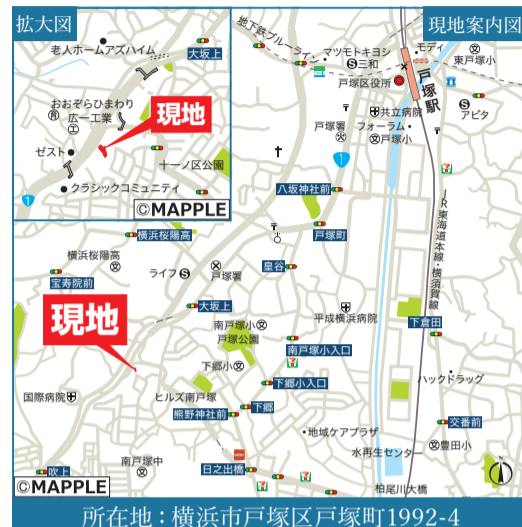 拡大図
老人ホームアズハイム
大坂上
おおぞらひまわり
広一工業
現地
ゼスト
十一ノ区公園
クラシックコミュニティ
1
©MAPPLE
現地案内図
地下鉄ブルーライン
マツモトキヨシ
モディ
三和
東戸塚小
戸塚区役所
戸塚駅
アピタ
共立病院
戸塚署
フォーラム
戸塚小
1
八坂神社前
戸塚町
JR東海道本線・横須賀線
横浜桜陽高
横浜桜陽高
皇谷
ライフ
戸塚署
宝寿院前
大坂上
平成横浜病院
下倉田
現地
南戸塚小
戸塚公園
南戸塚小入口
下郷小
下郷小入口
ハックドラッグ
国際病院
ヒルズ南戸塚
下郷
熊野神社前
交番前
地域ケアプラザ
豊田小
水再生センター
南戸塚中
日之出橋
吹上
柏尾川大橋
©MAPPLE
所在地：横浜市戸塚区戸塚町1992-4